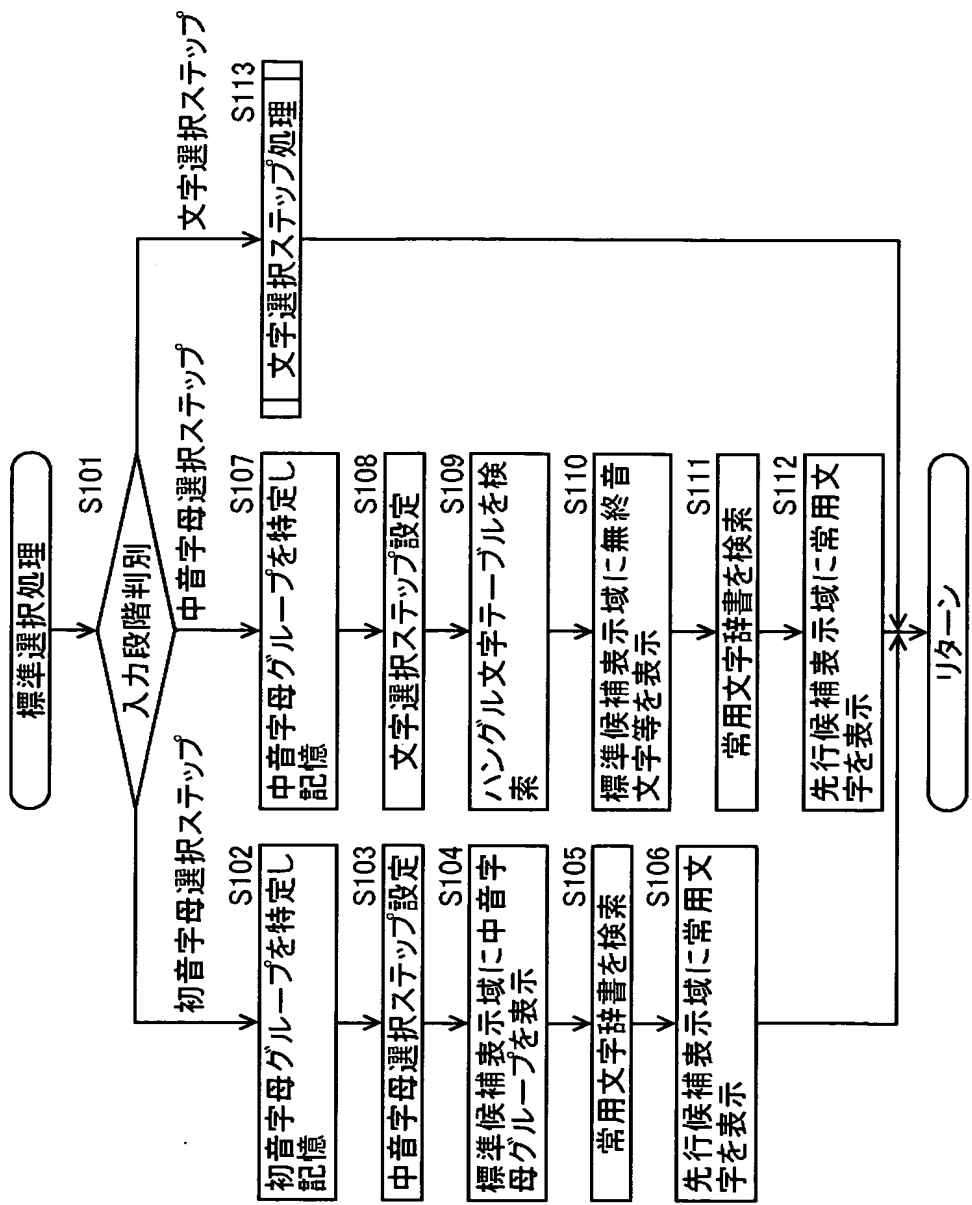 標準選択処理
S101
入力段階判別
初音字母選択ステップ
中音字母選択ステップ
文字選択ステップ
S102
初音字母グループを特定し
記憶
S103
中音字母選択ステップ設定
S104
標準候補表示域に中音字
母グループを表示
S105
常用文字辞書を検索
S106
先行候補表示域に常用文
字を表示
S107
中音字母グループを特定し
記憶
S108
文字選択ステップ設定
S109
ハングル文字テーブルを検
索
S110
標準候補表示域に無終音
文字等を表示
S111
常用文字辞書を検索
S112
先行候補表示域に常用文
字を表示
S113
文字選択ステップ処理
リターン